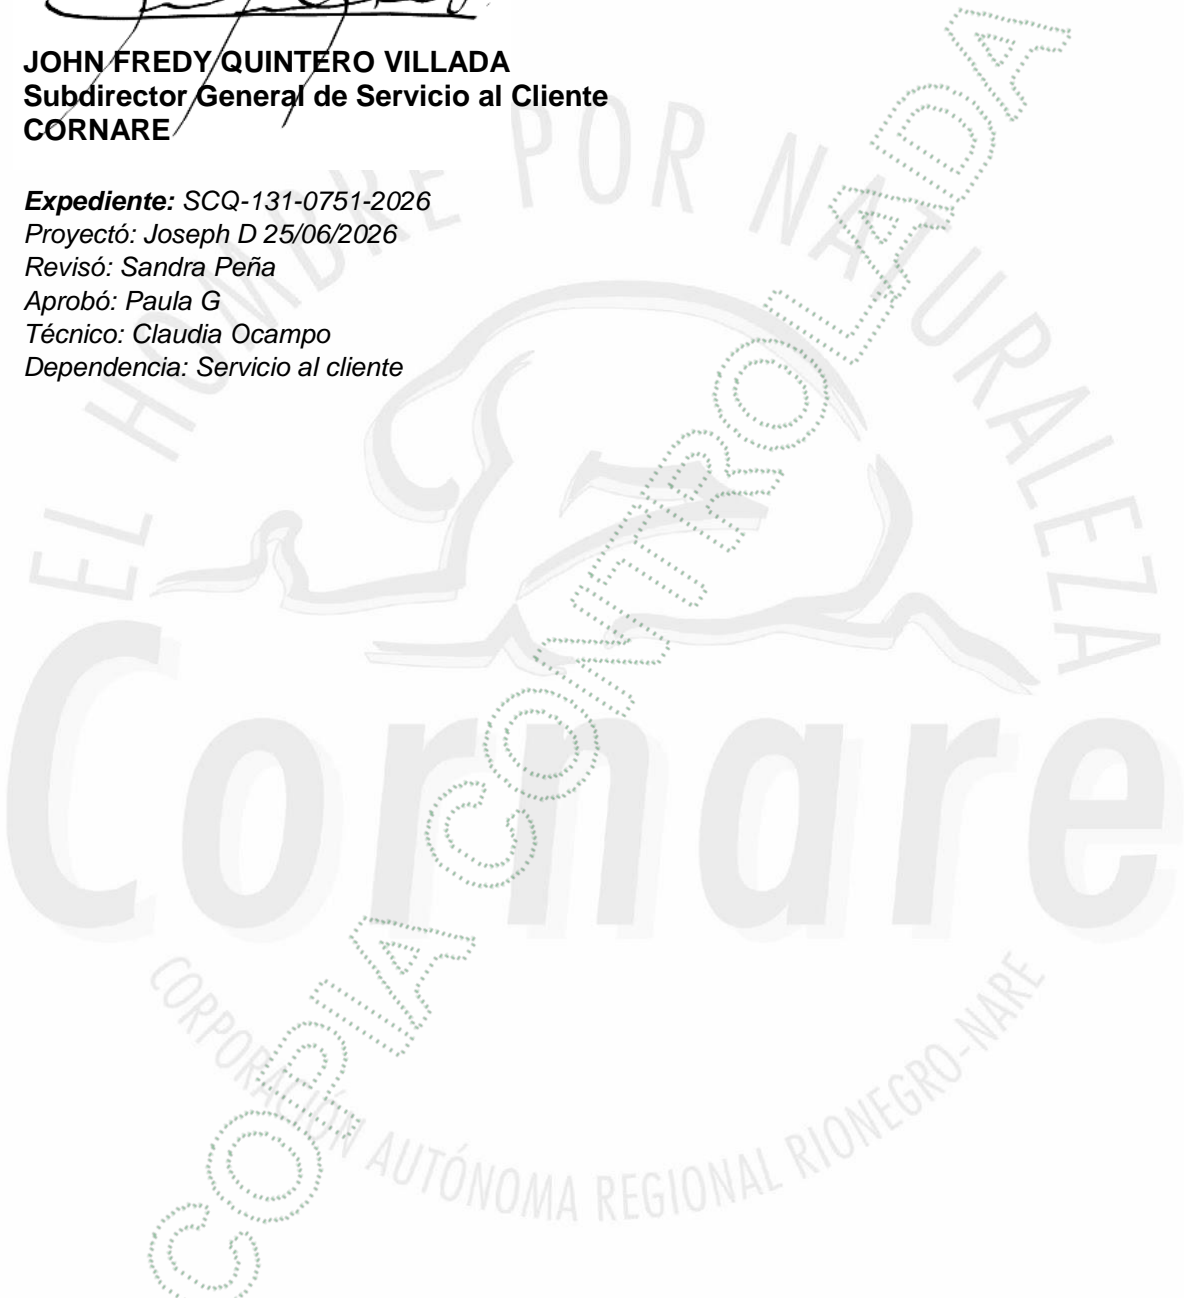 JOHN FREDY QUINTERO VILLADA
Subdirector General de Servicio al Cliente
CORNARE
Expediente: SCQ-131-0751-2026
Proyectó: Joseph D 25/06/2026
Revisó: Sandra Peña
Aprobó: Paula G
Técnico: Claudia Ocampo
Dependencia: Servicio al cliente
EL HOMBRE POR NATURALEZA
Cornare
CORPORACIÓN AUTÓNOMA REGIONAL RIONEGRO-NARE
COPIA CONTROLADA